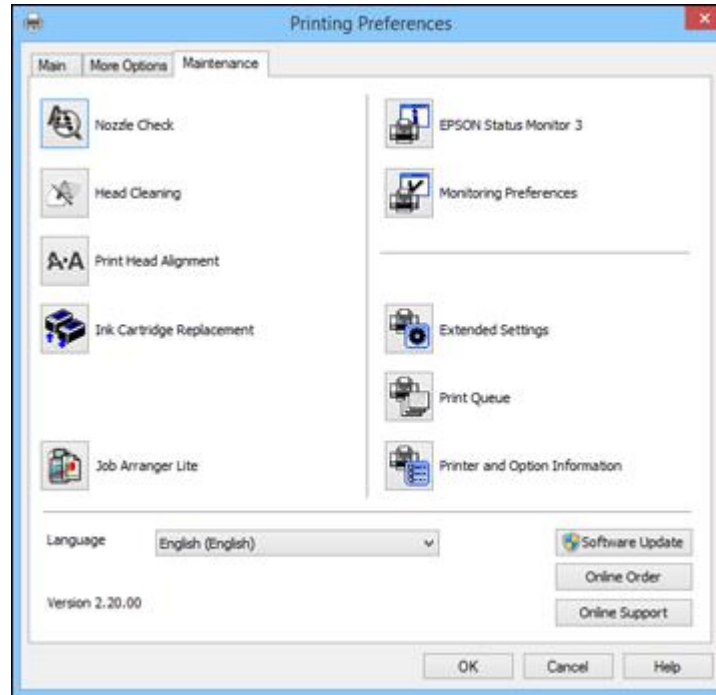 Printing Preferences
Main
More Options
Maintenance
Nozzle Check
EPSON Status Monitor 3
Head Cleaning
Monitoring Preferences
A·A Print Head Alignment
Ink Cartridge Replacement
Extended Settings
Print Queue
Job Arranger Lite
Printer and Option Information
Language
English (English)
Software Update
Online Order
Version 2.20.00
Online Support
OK
Cancel
Help